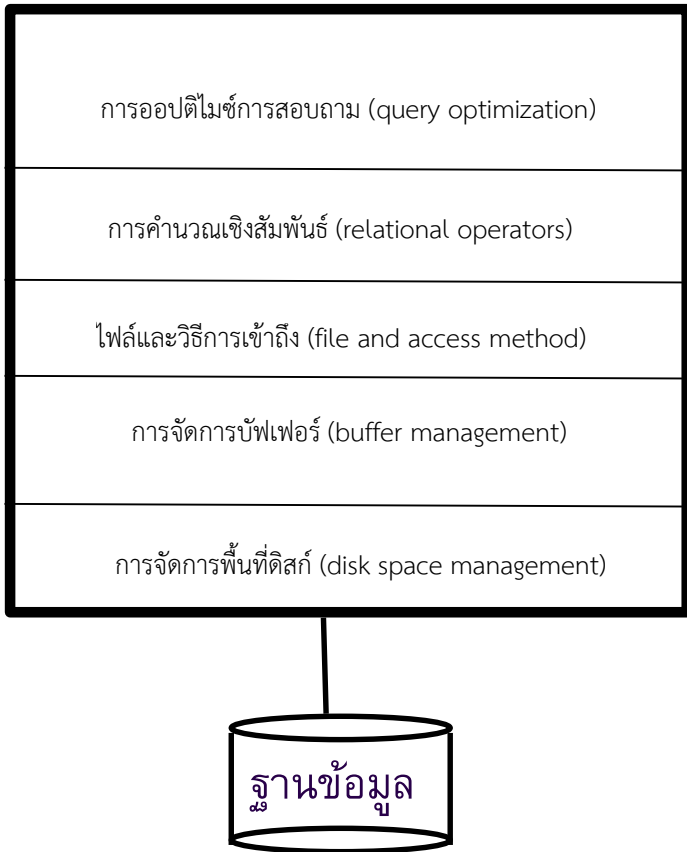 การออปติไมซ์การสอบถาม (query optimization)
การคำนวณเชิงสัมพันธ์ (relational operators)
ไฟล์และวิธีการเข้าถึง (file and access method)
การจัดการบัฟเฟอร์ (buffer management)
การจัดการพื้นที่ดิสก์ (disk space management)
ฐานข้อมูล